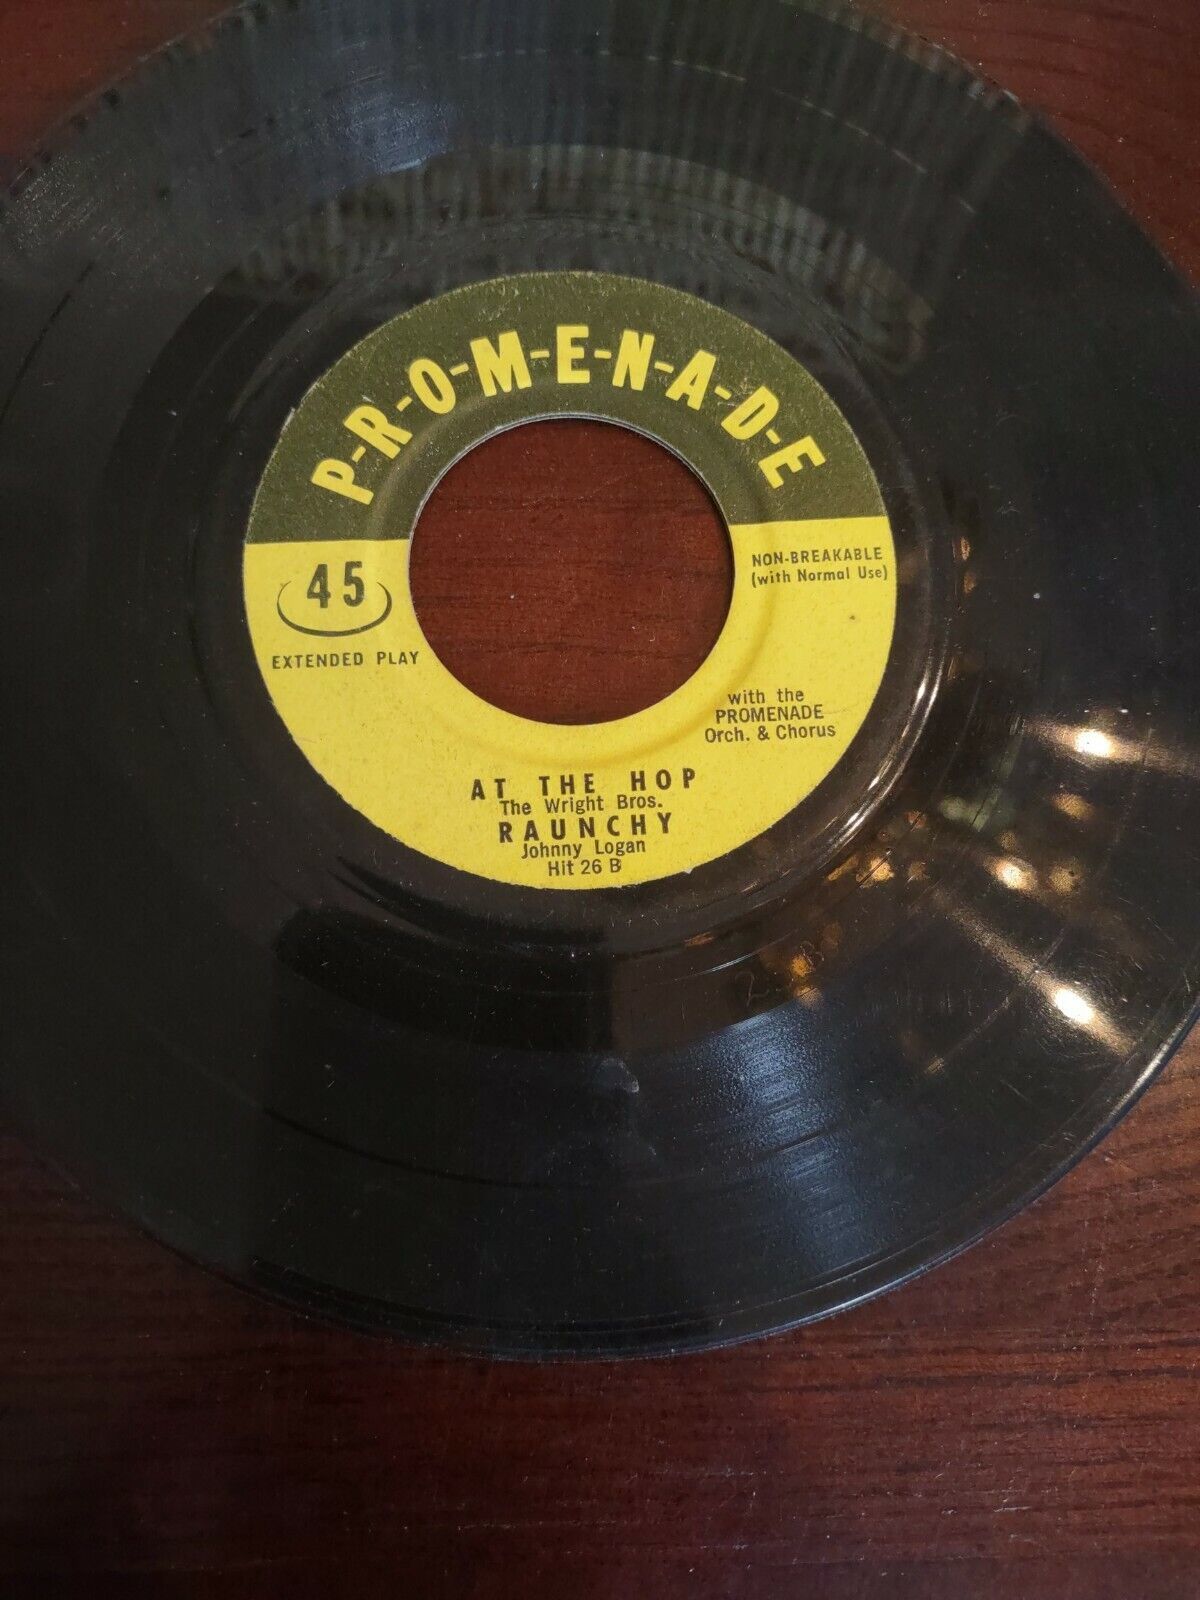 P-R-O-M-E-N-A-D-E
45
EXTENDED PLAY
NON-BREAKABLE
(with Normal Use)
with the
PROMENADE
Orch. & Chorus
AT THE HOP
The Wright Bros.
RAUNCHY
Johnny Logan
Hit 26 B